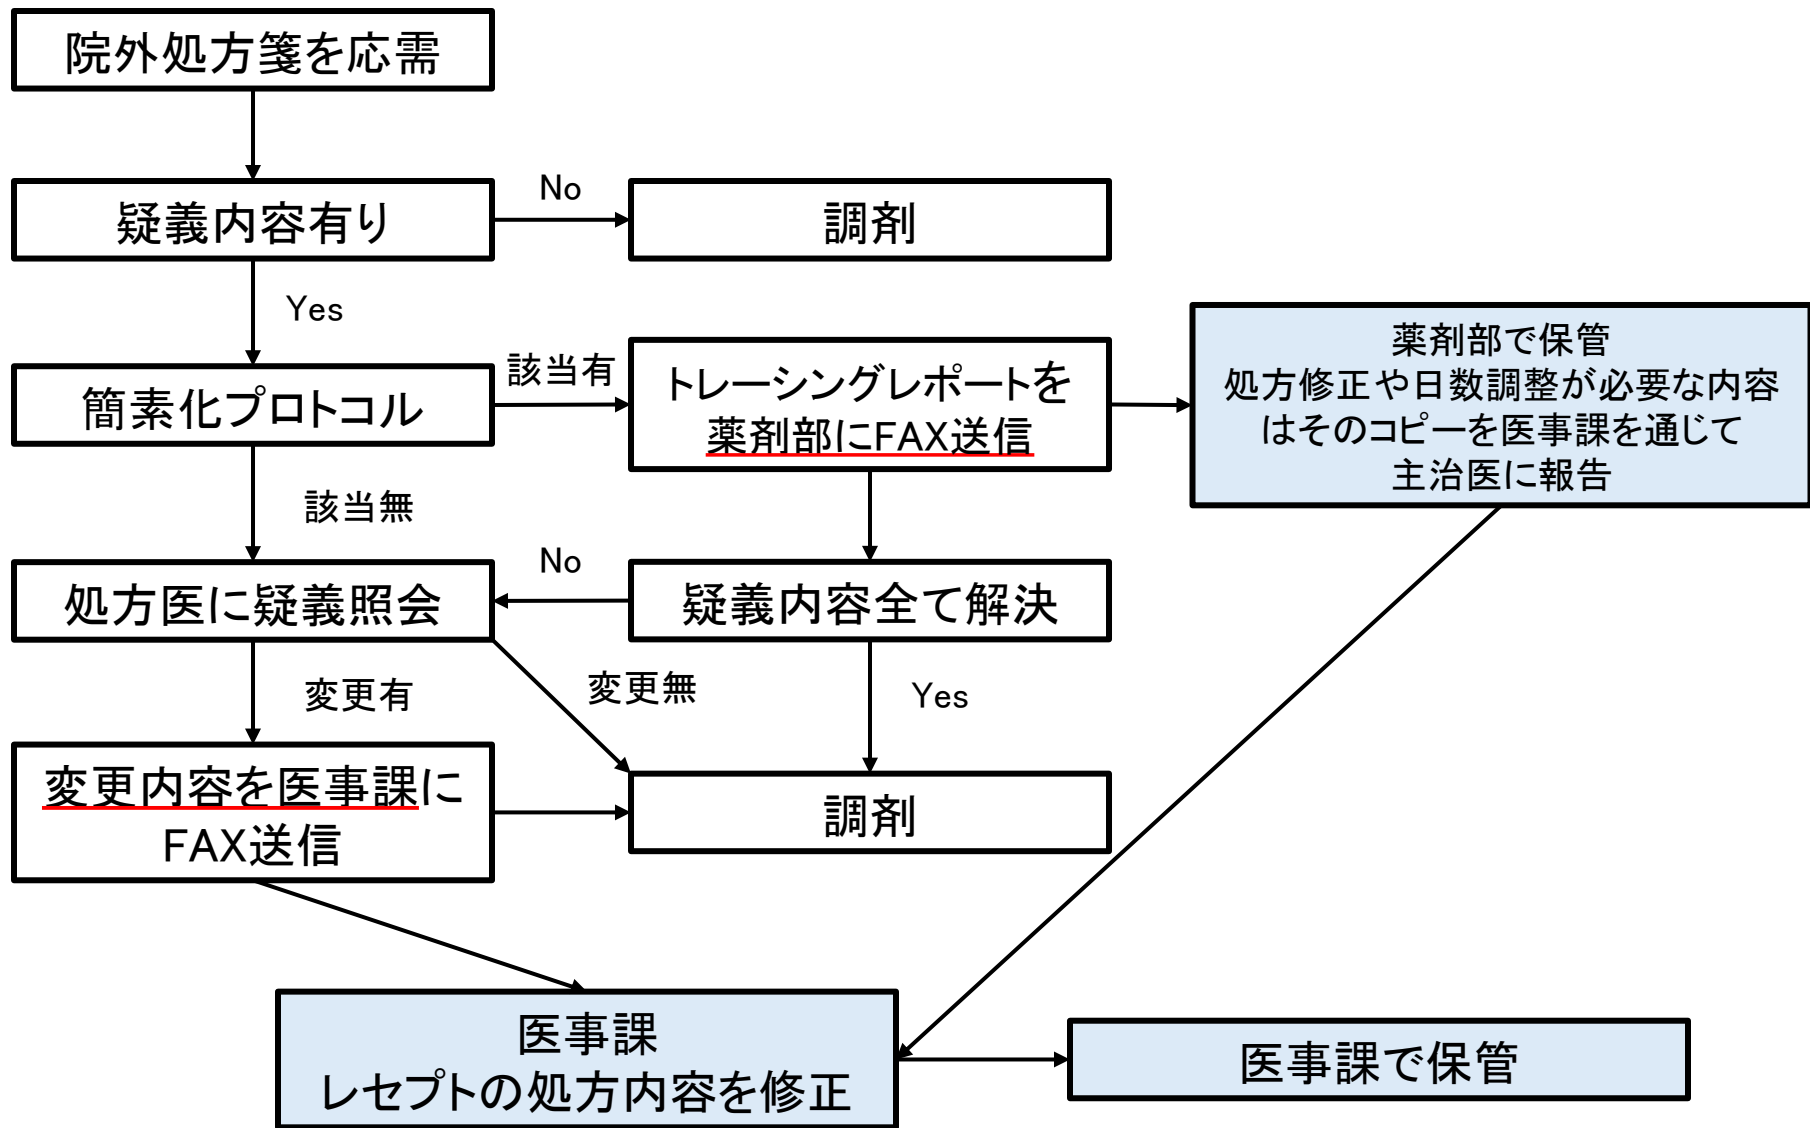 院外処方箋を応需
疑義内容有り
No
調剤
Yes
簡素化プロトコル
該当有
トレーシングレポートを
薬剤部にFAX送信
薬剤部で保管
処方修正や日数調整が必要な内容
はそのコピーを医事課を通じて
主治医に報告
該当無
処方医に疑義照会
No
疑義内容全て解決
変更有
変更無
Yes
変更内容を医事課に
FAX送信
調剤
医事課
レセプトの処方内容を修正
医事課で保管